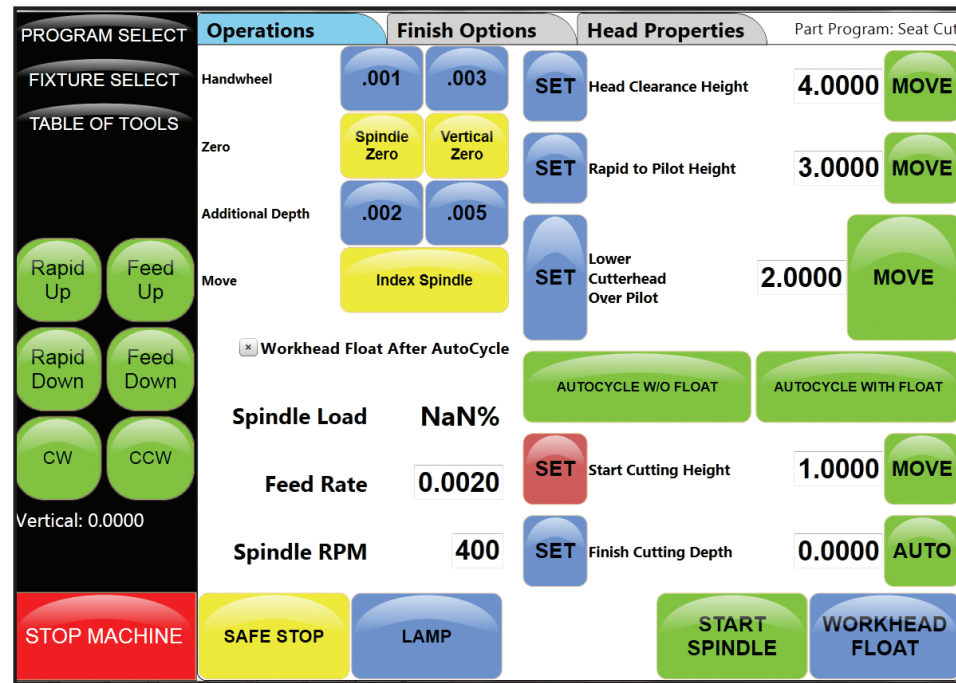 PROGRAM SELECT
FIXTURE SELECT
TABLE OF TOOLS
Rapid
Up
Feed
Up
Rapid
Down
Feed
Down
CW
CCW
Vertical: 0.0000
STOP MACHINE
Operations
Finish Options
Head Properties
Part Program: Seat Cut
Handwheel
.001
.003
Zero
Spindle
Zero
Vertical
Zero
Additional Depth
.002
.005
Move
Index Spindle
Workhead Float After AutoCycle
Spindle Load
NaN%
Feed Rate
0.0020
Spindle RPM
400
SET
Head Clearance Height
4.0000
MOVE
SET
Rapid to Pilot Height
3.0000
MOVE
SET
Lower
Cutterhead
Over Pilot
2.0000
MOVE
AUTOCYCLE W/O FLOAT
AUTOCYCLE WITH FLOAT
SET
Start Cutting Height
1.0000
MOVE
SET
Finish Cutting Depth
0.0000
AUTO
SAFE STOP
LAMP
START
SPINDLE
WORKHEAD
FLOAT